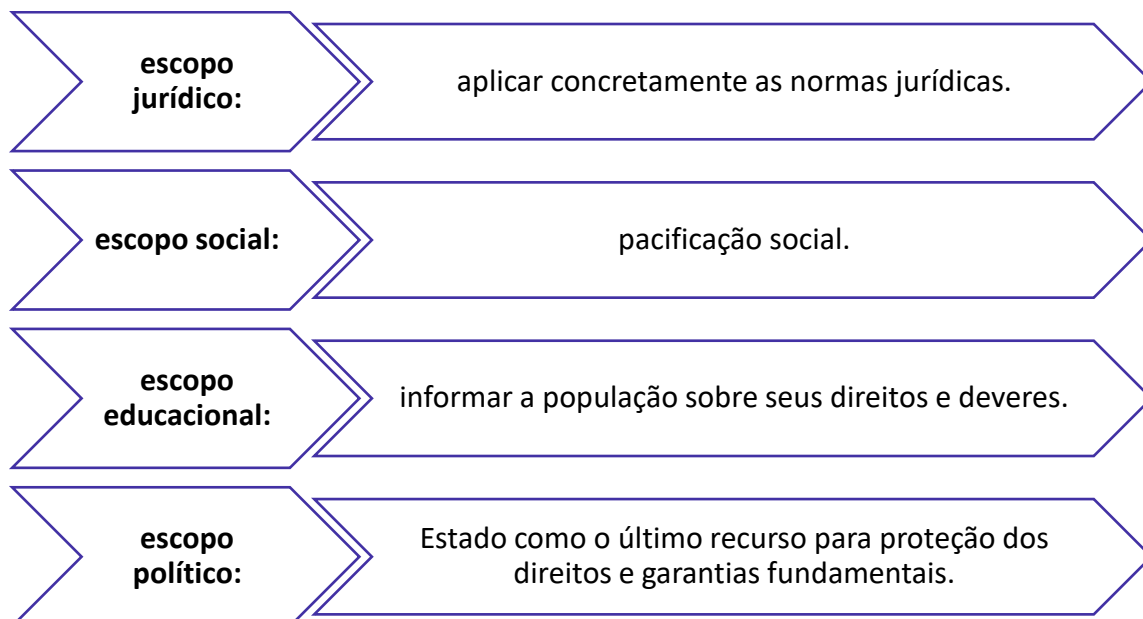 escopo
jurídico:
aplicar concretamente as normas jurídicas.
escopo social:
pacificação social.
escopo
educacional:
informar a população sobre seus direitos e deveres.
escopo
político:
Estado como o último recurso para proteção dos
direitos e garantias fundamentais.